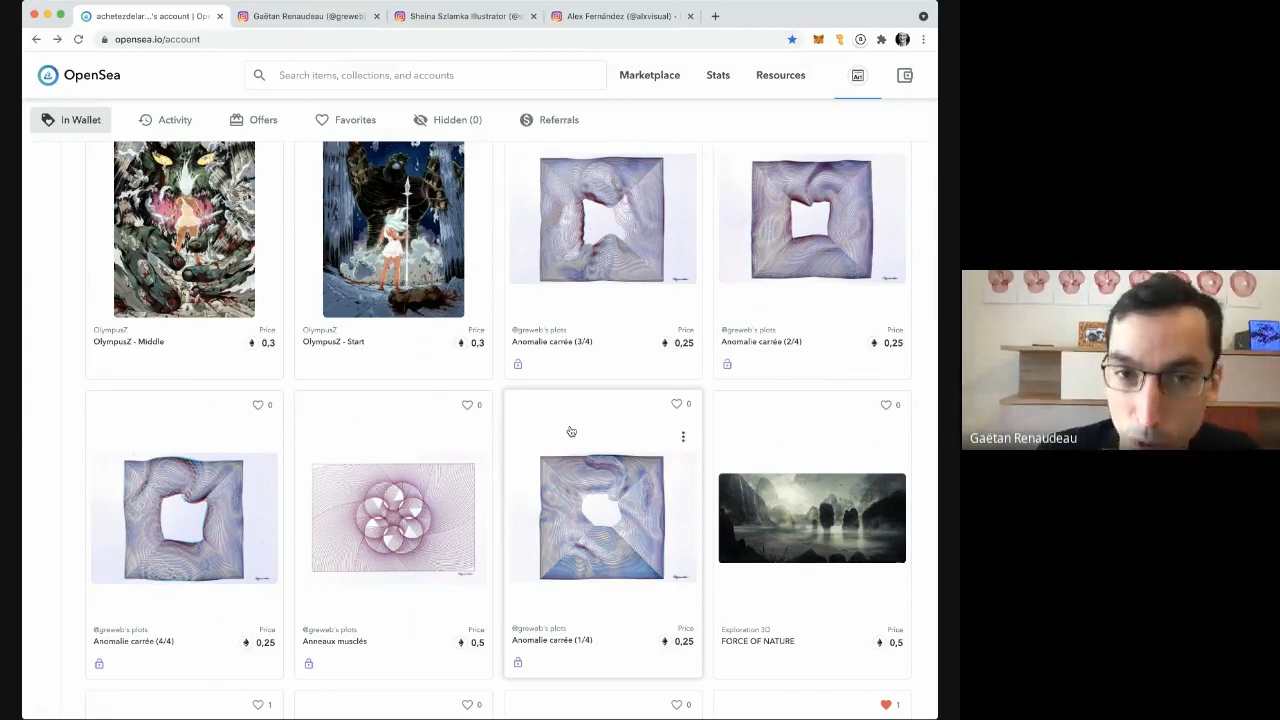 achetezdelar...'s account | Op
Gaëtan Renaudeau (@greweb)
Sheina Szlamka Illustrator (@s
Alex Fernández (@alxvisual) •
opensea.io/account
OpenSea
Search items, collections, and accounts
Marketplace
Stats
Resources
Art
In Wallet
Activity
Offers
Favorites
Hidden (0)
Referrals
OlympusZ Price
OlympusZ - Middle 0,3
OlympusZ Price
OlympusZ - Start 0,3
@greweb's plots Price
Anomalie carrée (3/4) 0,25
@greweb's plots Price
Anomalie carrée (2/4) 0,25
0
0
0
0
@greweb's plots Price
Anomalie carrée (4/4) 0,25
@greweb's plots Price
Anneaux musclés 0,5
@greweb's plots Price
Anomalie carrée (1/4) 0,25
Exploration 3D Price
FORCE OF NATURE 0,5
1
0
0
1
Gaëtan Renaudeau